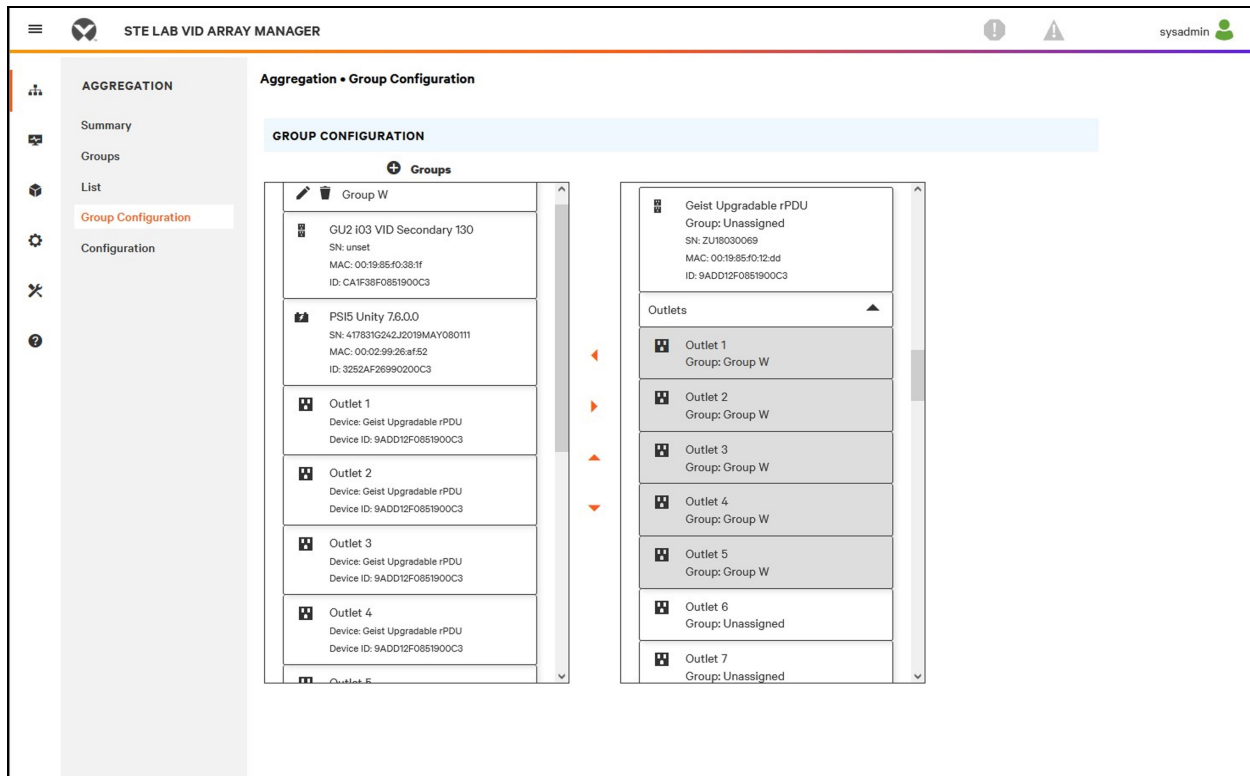 STE LAB VID ARRAY MANAGER
sysadmin
AGGREGATION
Summary
Groups
List
Group Configuration
Configuration
Aggregation • Group Configuration
GROUP CONFIGURATION
Groups
Group W
GU2 i03 VID Secondary 130
SN: unset
MAC: 00:19:85:f0:38:1f
ID: CA1F38F0851900C3
PSI5 Unity 7.6.0.0
SN: 417831G242J2019MAY080111
MAC: 00:02:99:26:af:52
ID: 3252AF26990200C3
Outlet 1
Device: Geist Upgradable rPDU
Device ID: 9ADD12F0851900C3
Outlet 2
Device: Geist Upgradable rPDU
Device ID: 9ADD12F0851900C3
Outlet 3
Device: Geist Upgradable rPDU
Device ID: 9ADD12F0851900C3
Outlet 4
Device: Geist Upgradable rPDU
Device ID: 9ADD12F0851900C3
Outlet 5
Geist Upgradable rPDU
Group: Unassigned
SN: ZU18030069
MAC: 00:19:85:f0:12:dd
ID: 9ADD12F0851900C3
Outlets
Outlet 1
Group: Group W
Outlet 2
Group: Group W
Outlet 3
Group: Group W
Outlet 4
Group: Group W
Outlet 5
Group: Group W
Outlet 6
Group: Unassigned
Outlet 7
Group: Unassigned